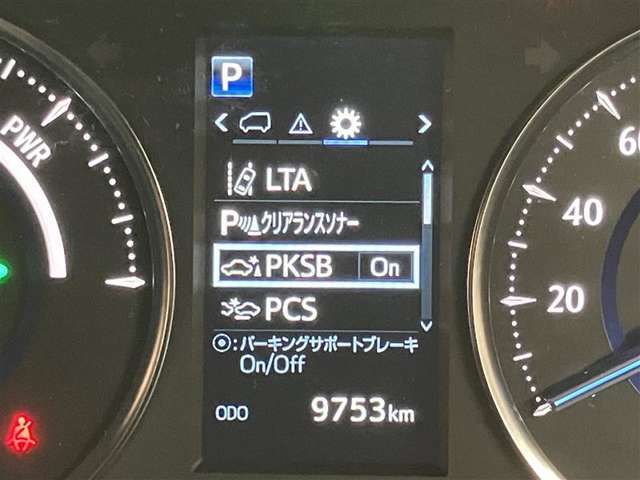 P
PWR
LTA
P クリアランスソナー
PKSB On
PCS
:パーキングサポートブレーキ
On/Off
ODO 9753km
60
40
20